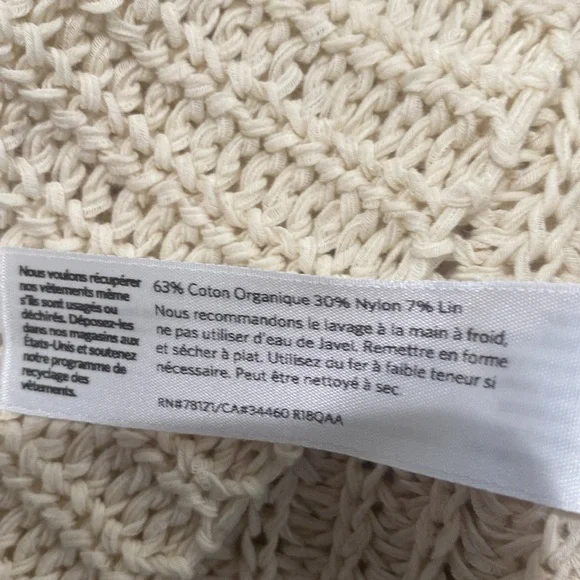 Nous voulons récupérer
nos vêtements même
s'ils sont usagés ou
déchirés. Déposez-les
dans nos magasins aux
États-Unis et soutenez
notre programme de
recyclage des
vêtements.
63% Coton Organique 30% Nylon 7% Lin
Nous recommandons le lavage à la main à froid,
ne pas utiliser d'eau de Javel. Remettre en forme
et sécher à plat. Utilisez du fer à faible teneur si
nécessaire. Peut être nettoyé à sec.
RN#78121/CA#34460 R18QAA